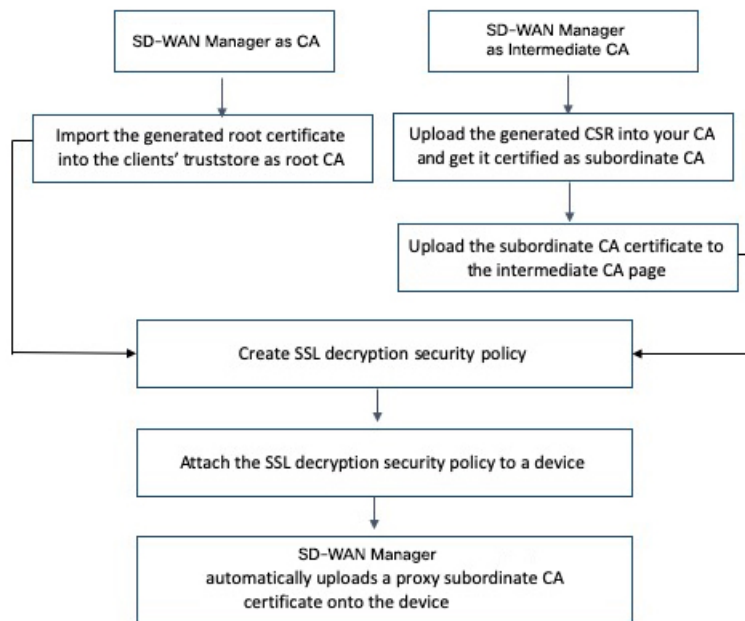 SD-WAN Manager as CA
SD-WAN Manager
as Intermediate CA
Import the generated root certificate
into the clients' truststore as root CA
Upload the generated CSR into your CA
and get it certified as subordinate CA
Upload the subordinate CA certificate to
the intermediate CA page
Create SSL decryption security policy
Attach the SSL decryption security policy to a device
SD-WAN Manager
automatically uploads a proxy subordinate CA
certificate onto the device